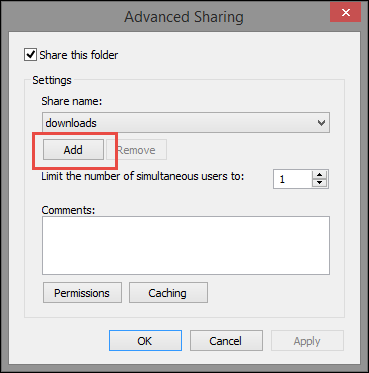 Advanced Sharing
Share this folder
Settings
Share name:
downloads
Add Remove
Limit the number of simultaneous users to: 1
Comments:
Permissions Caching
OK Cancel Apply